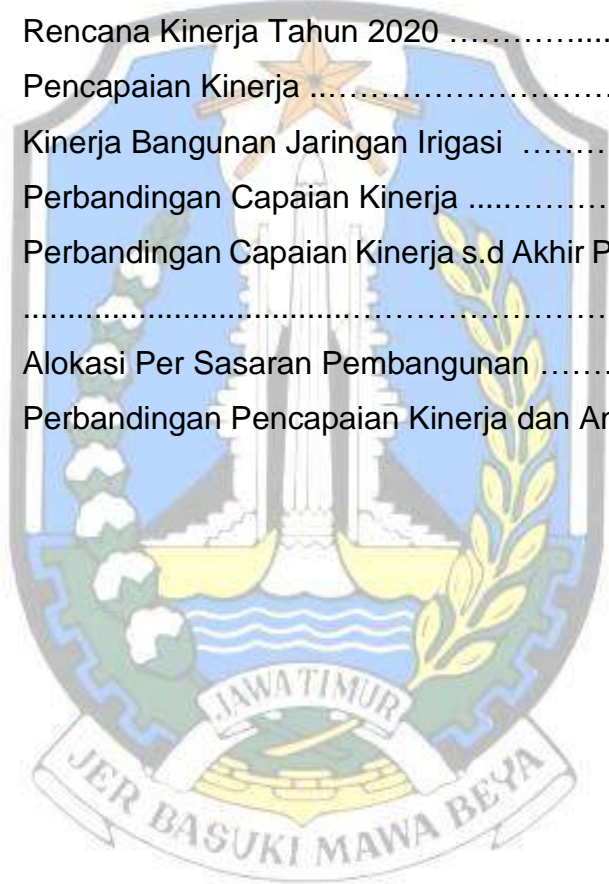 Rencana Kinerja Tahun 2020 ………….....
Pencapaian Kinerja ..……………………….
Kinerja Bangunan Jaringan Irigasi ………
Perbandingan Capaian Kinerja .....………
Perbandingan Capaian Kinerja s.d Akhir P
..................................………………………
Alokasi Per Sasaran Pembangunan …….
Perbandingan Pencapaian Kinerja dan An
JAWA TIMUR
JER BASUKI MAWA BEYA